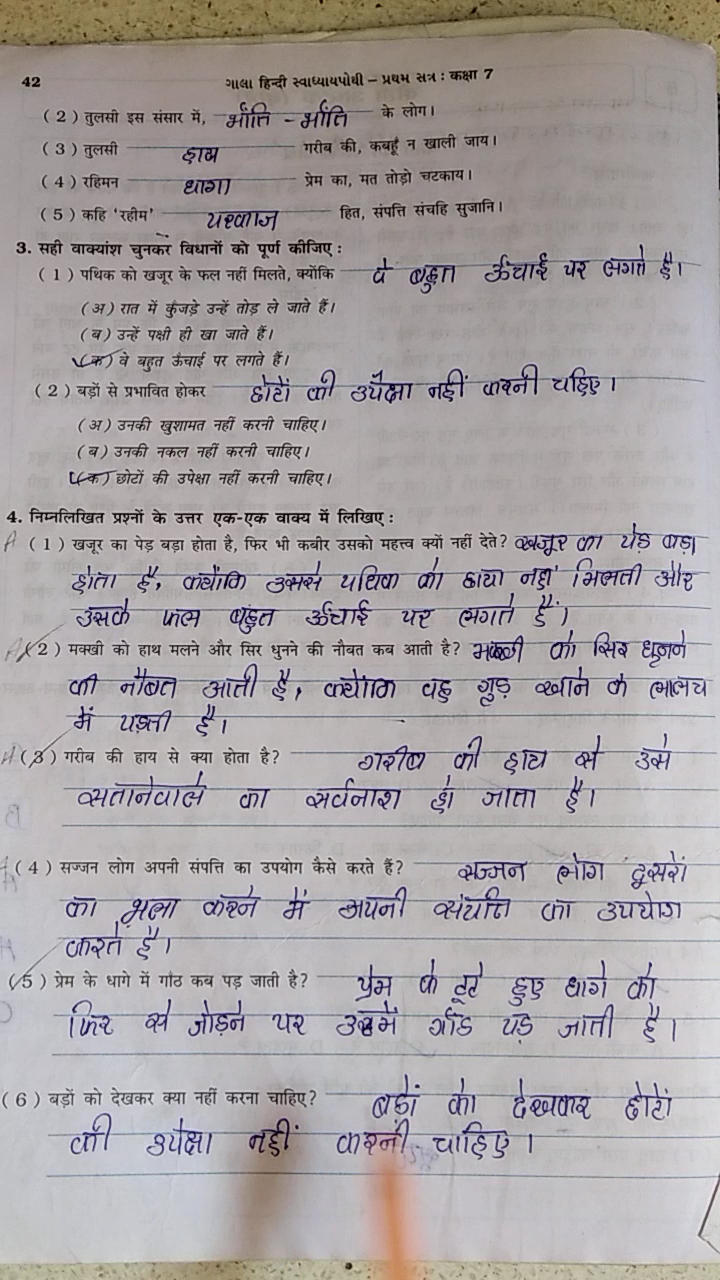 42 गाला हिन्दी स्वाध्यायपोथी – प्रथम सत्र : कक्षा 7
( 2 ) तुलसी इस संसार में, भाँति - भाँति के लोग।
( 3 ) तुलसी हाय गरीब की, कबहूँ न खाली जाय।
( 4 ) रहिमन धागा प्रेम का, मत तोड़ो चटकाय।
( 5 ) कहि 'रहीम' परकाज हित, संपत्ति संचहि सुजानि।
3. सही वाक्यांश चुनकर विधानों को पूर्ण कीजिए :
( 1 ) पथिक को खजूर के फल नहीं मिलते, क्योंकि वे बहुत ऊँचाई पर लगते है।
(अ) रात में कुँजड़े उन्हें तोड़ ले जाते हैं।
(ब) उन्हें पक्षी ही खा जाते हैं।
(क) वे बहुत ऊंचाई पर लगते हैं।
( 2 ) बड़ों से प्रभावित होकर छोटों की उपेक्षा नहीं करनी चहिए।
(अ) उनकी खुशामत नहीं करनी चाहिए।
(ब) उनकी नकल नहीं करनी चाहिए।
(क) छोटों की उपेक्षा नहीं करनी चाहिए।
4. निम्नलिखित प्रश्नों के उत्तर एक-एक वाक्य में लिखिए :
A ( 1 ) खजूर का पेड़ बड़ा होता है, फिर भी कबीर उसको महत्त्व क्यों नहीं देते? खजूर का पेड़ बड़ा
होता है, क्योंकि उससे पथिक को छाया नहीं मिलती और
उसके फल बहुत ऊँचाई पर लगते हैं।
A ( 2 ) मक्खी को हाथ मलने और सिर धुनने की नौबत कब आती है? मक्खी को सिर धुनने
की नौबत आती है, क्योंकि वह गुड़ खाने के लालच
में पड़ती है।
A ( 3 ) गरीब की हाय से क्या होता है? गरीब की हाय से उसे
सतानेवाले का सर्वनाश हो जाता है।
( 4 ) सज्जन लोग अपनी संपत्ति का उपयोग कैसे करते हैं? सज्जन लोग दूसरों
का भला करने में अपनी संपत्ति का उपयोग
करते है।
( 5 ) प्रेम के धागे में गाँठ कब पड़ जाती है? प्रेम के टूटे हुए धागे को
फिर से जोड़ने पर उसमें गाँठ पड़ जाती है।
( 6 ) बड़ों को देखकर क्या नहीं करना चाहिए? बड़ों को देखकर छोटों
की उपेक्षा नहीं करनी चाहिए।